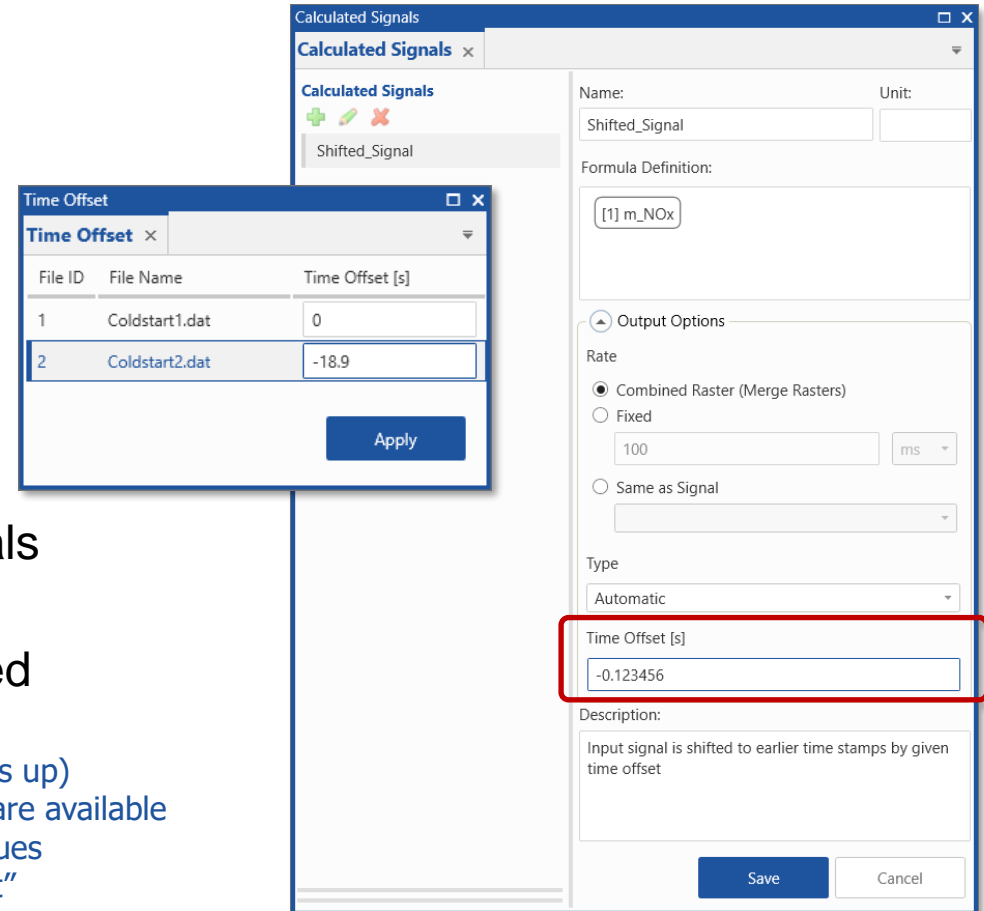 Calculated Signals
Calculated Signals
Calculated Signals
Shifted_Signal
Name:
Unit:
Shifted_Signal
Formula Definition:
[1] m_NOx
Output Options
Rate
Combined Raster (Merge Rasters)
Fixed
100
ms
Same as Signal
Type
Automatic
Time Offset [s]
-0.123456
Description:
Input signal is shifted to earlier time stamps by given
time offset
Save
Cancel
Time Offset
Time Offset
File ID File Name Time Offset [s]
1 Coldstart1.dat 0
2 Coldstart2.dat -18.9
Apply
als
ed
s up)
are available
ues
t"